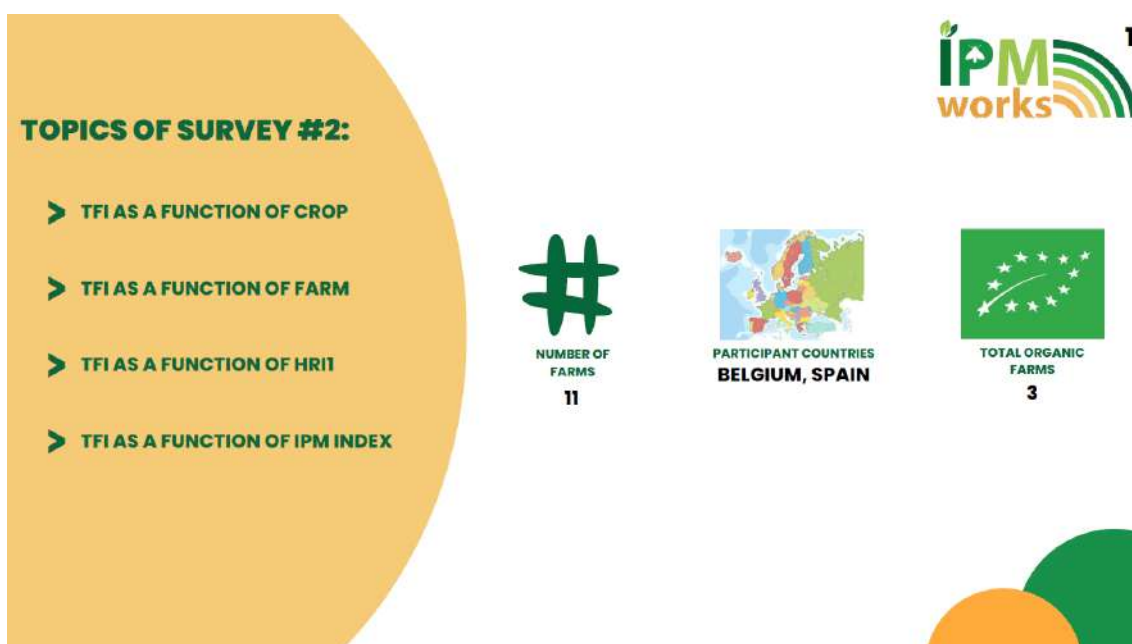 IPM
works
TOPICS OF SURVEY #2:
> TFI AS A FUNCTION OF CROP
> TFI AS A FUNCTION OF FARM
> TFI AS A FUNCTION OF HRI1
> TFI AS A FUNCTION OF IPM INDEX
#
NUMBER OF
FARMS
11
PARTICIPANT COUNTRIES
BELGIUM, SPAIN
TOTAL ORGANIC
FARMS
3